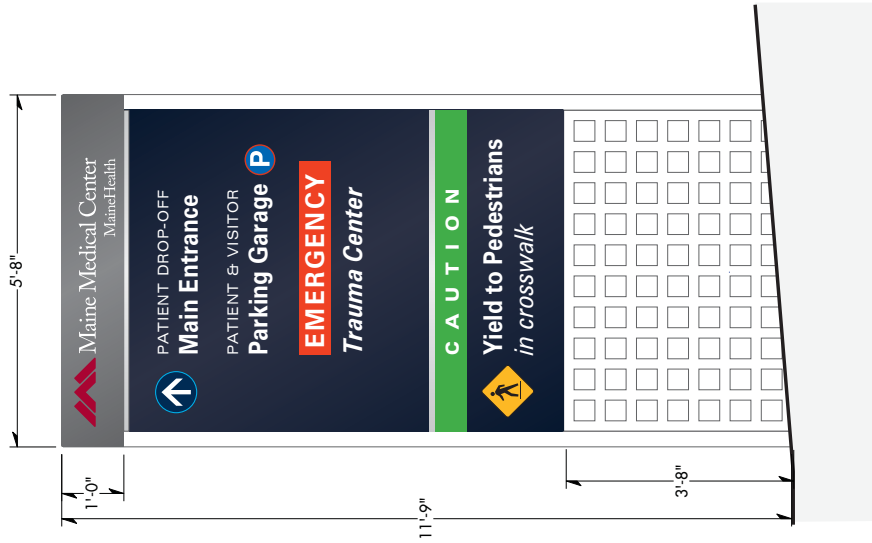 5'-8"
Maine Medical Center
MaineHealth
1'-0"
11'-9"
PATIENT DROP-OFF
Main Entrance
PATIENT & VISITOR
Parking Garage P
EMERGENCY
Trauma Center
CAUTION
Yield to Pedestrians
in crosswalk
3'-8"